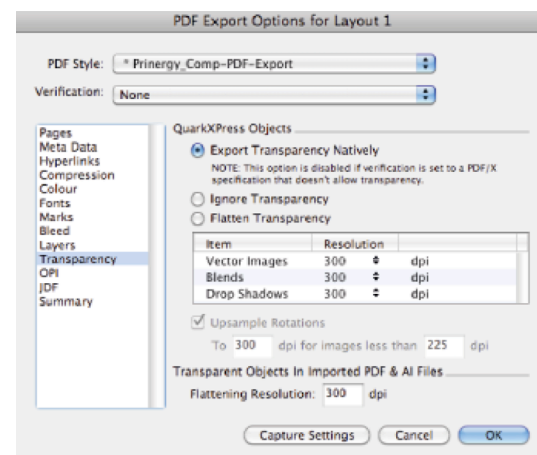 PDF Export Options for Layout 1
PDF Style: * Prinergy_Comp-PDF-Export
Verification: None
Pages
Meta Data
Hyperlinks
Compression
Colour
Fonts
Marks
Bleed
Layers
Transparency
OPI
JDF
Summary
QuarkXPress Objects
Export Transparency Natively
NOTE: This option is disabled if verification is set to a PDF/X
specification that doesn't allow transparency.
Ignore Transparency
Flatten Transparency
Item Resolution
Vector Images 300 dpi
Blends 300 dpi
Drop Shadows 300 dpi
Upsample Rotations
To 300 dpi for images less than 225 dpi
Transparent Objects In Imported PDF & AI Files
Flattening Resolution: 300 dpi
Capture Settings Cancel OK